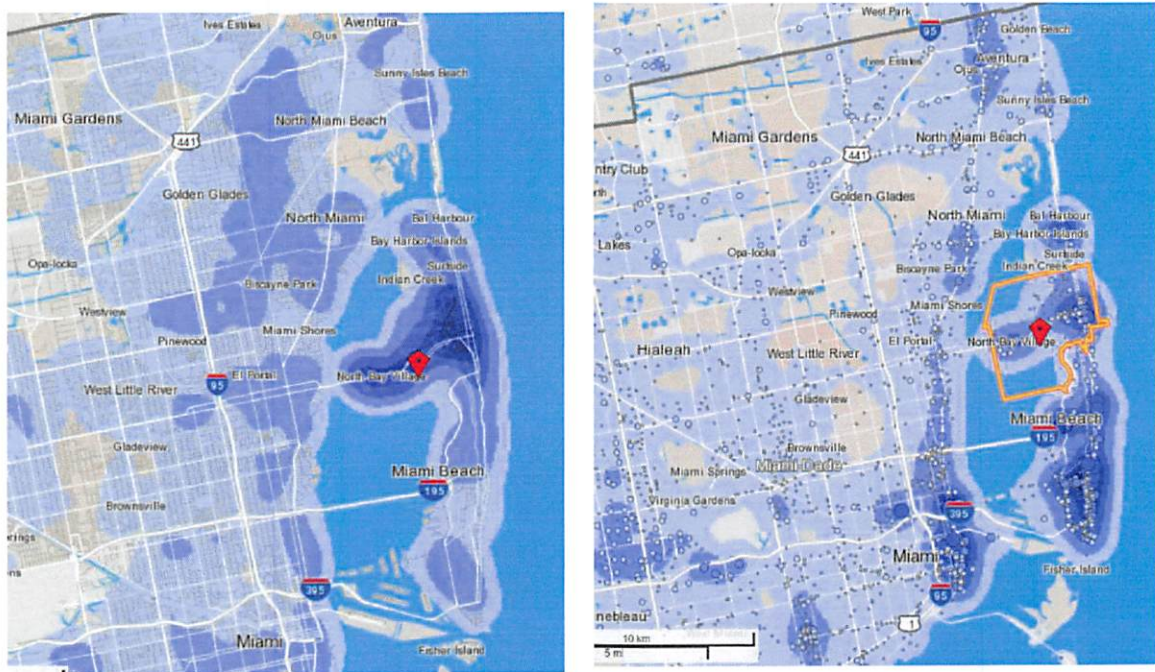 Aventura
Ives Estates
Ojus
Sunny Isles Beach
Miami Gardens
North Miami Beach
441
Golden Glades
North Miami
Bal Harbour
Bay Harbor Islands
Opa-locka
Surfside
Indian Creek
Biscayne Park
Westview
Miami Shores
Pinewood
El Portal
North Bay Village
95
West Little River
Gladeview
Miami Beach
195
Brownsville
rings
ns
395
Miami
Fisher Island
West Park
95
Golden Beach
Ives Estates
Aventura
Ojus
Sunny Isles Beach
Miami Gardens
North Miami Beach
441
ntry Club
Golden Glades
North Miami
Bal Harbour
Bay Harbor Islands
Lakes
Opa-locka
Surfside
Biscayne Park
Indian Creek
Westview
Miami Shores
Pinewood
Hialeah
El Portal
North Bay Village
West Little River
Gladeview
Miami Beach
195
Brownsville
Miami Springs
Miami-Dade
Virginia Gardens
395
Miami
Fisher Island
95
nebleau
1
10 km
5 mi